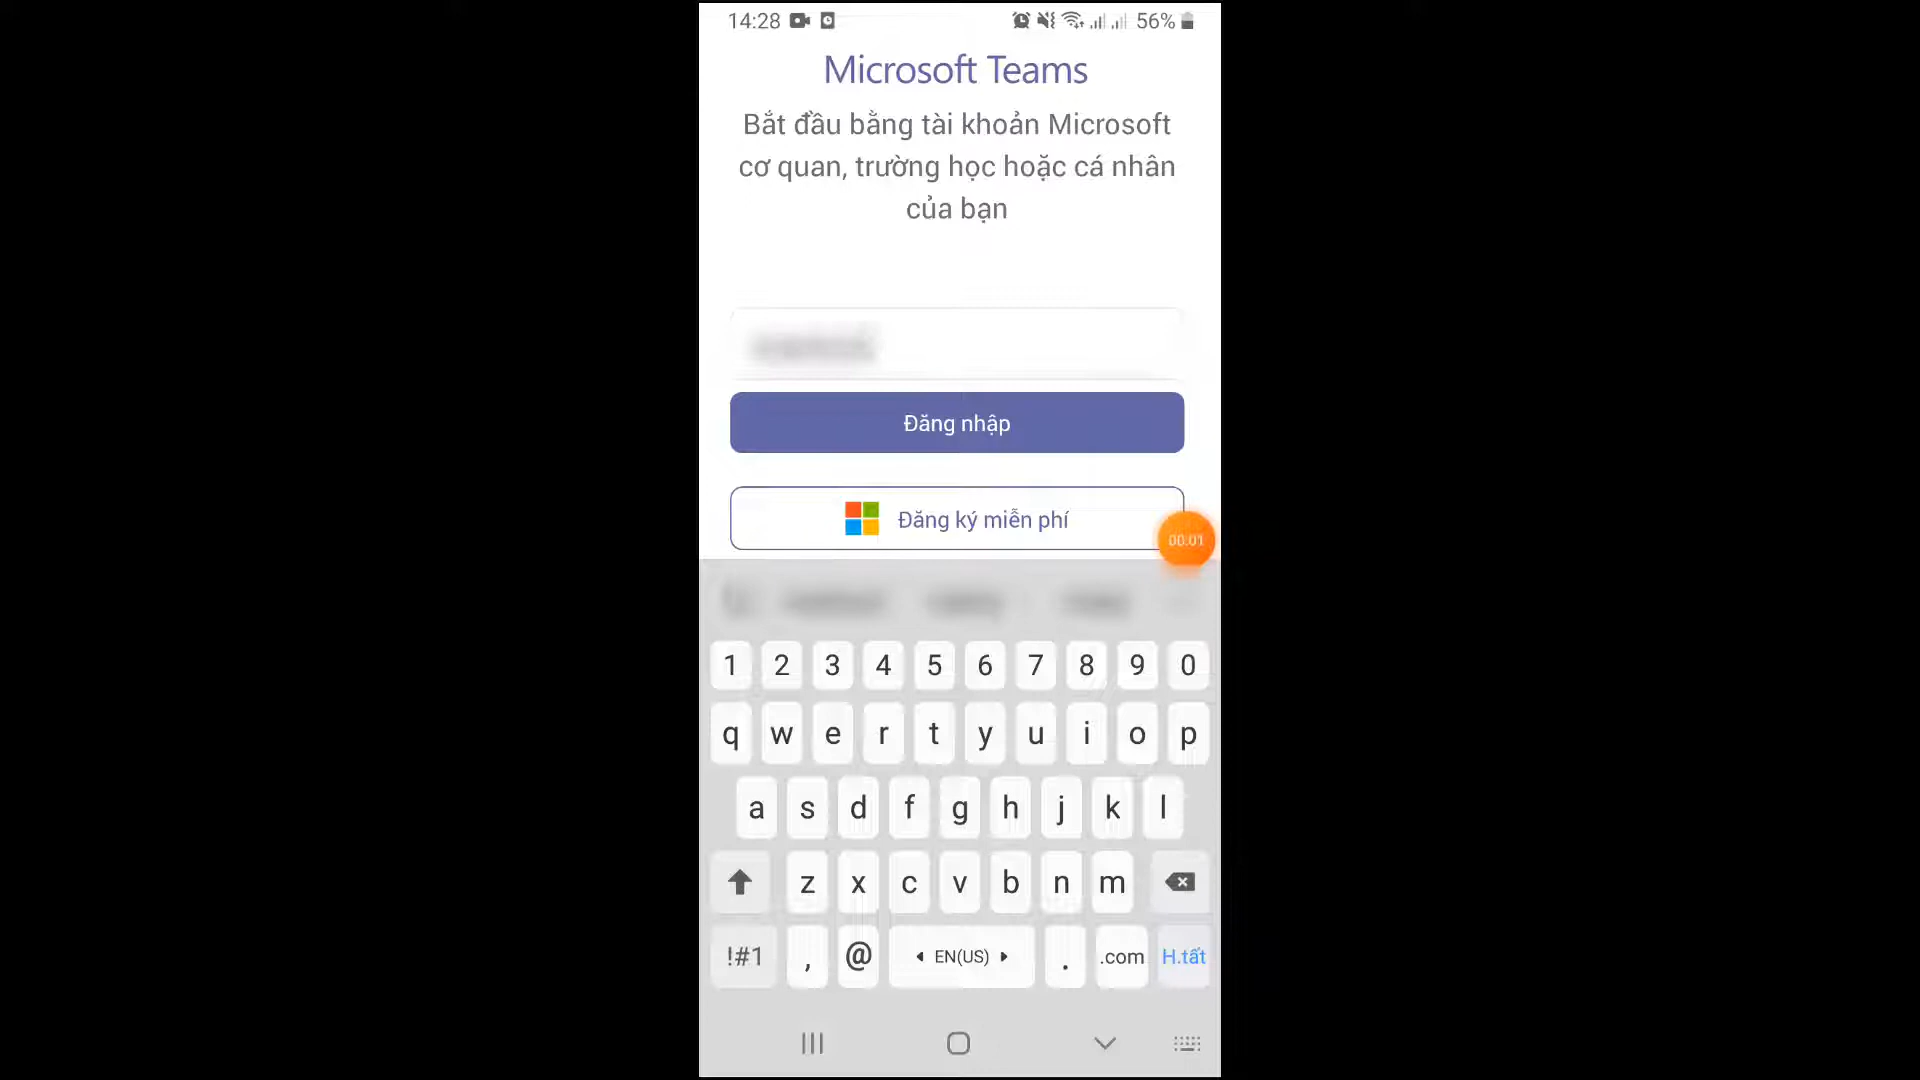 14:28
56%
Microsoft Teams
Bắt đầu bằng tài khoản Microsoft
cơ quan, trường học hoặc cá nhân
của bạn
Đăng nhập
Đăng ký miễn phí
00:01
1 2 3 4 5 6 7 8 9 0
q w e r t y u i o p
a s d f g h j k l
z x c v b n m
!#1 , @ EN(US) . .com H.tất